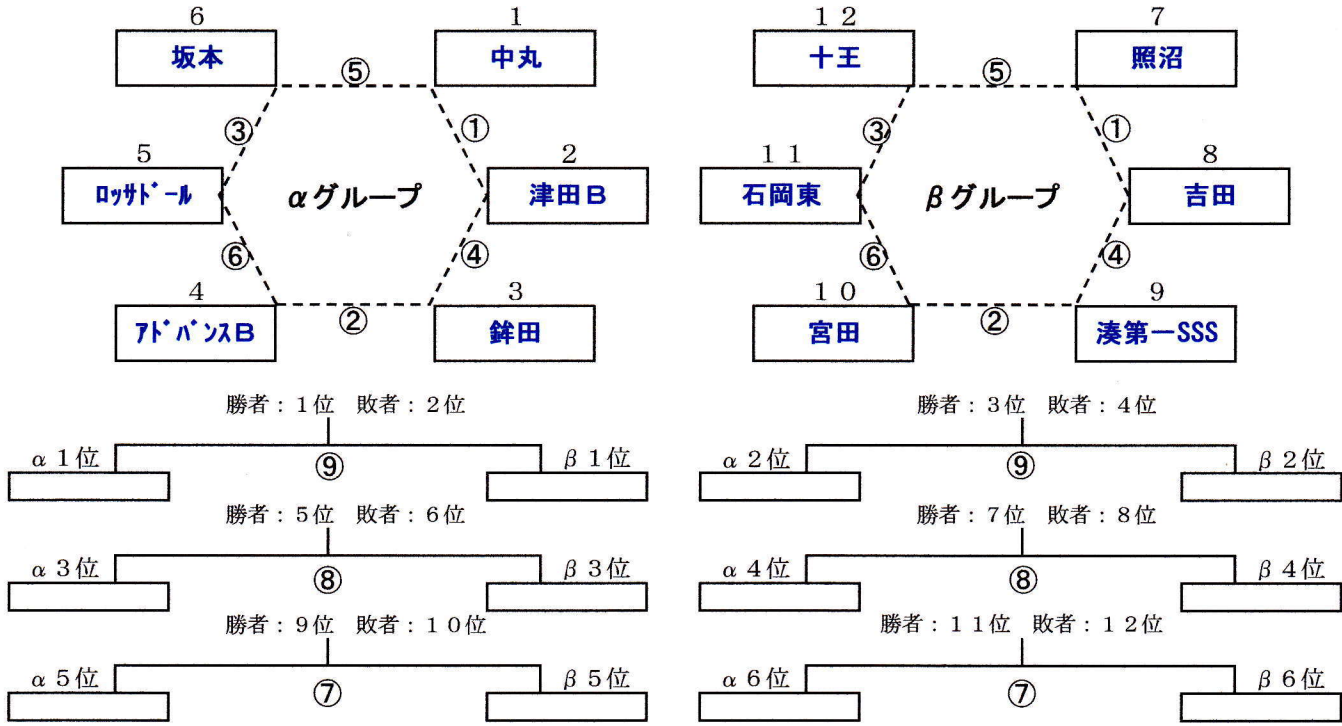 6 1 12 7
坂本 中丸 十王 照沼
⑤ ⑤
③ ① ③ ①
5 2 11 8
ロッサドール αグループ 津田B 石岡東 βグループ 吉田
⑥ ④ ⑥ ④
4 3 10 9
アドバンスB ② 鉾田 宮田 ② 湊第一SSS
勝者:1位 敗者:2位 勝者:3位 敗者:4位
α1位 ⑨ β1位 α2位 ⑨ β2位
勝者:5位 敗者:6位 勝者:7位 敗者:8位
α3位 ⑧ β3位 α4位 ⑧ β4位
勝者:9位 敗者:10位 勝者:11位 敗者:12位
α5位 ⑦ β5位 α6位 ⑦ β6位